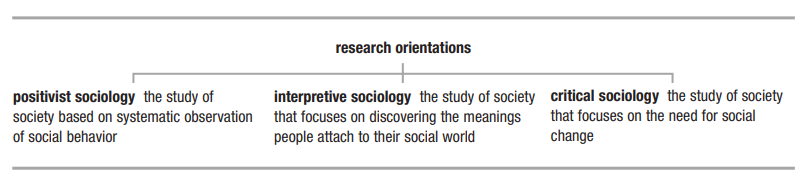 research orientations
positivist sociology the study of
society based on systematic observation
of social behavior
interpretive sociology the study of society
that focuses on discovering the meanings
people attach to their social world
critical sociology the study of society
that focuses on the need for social
change